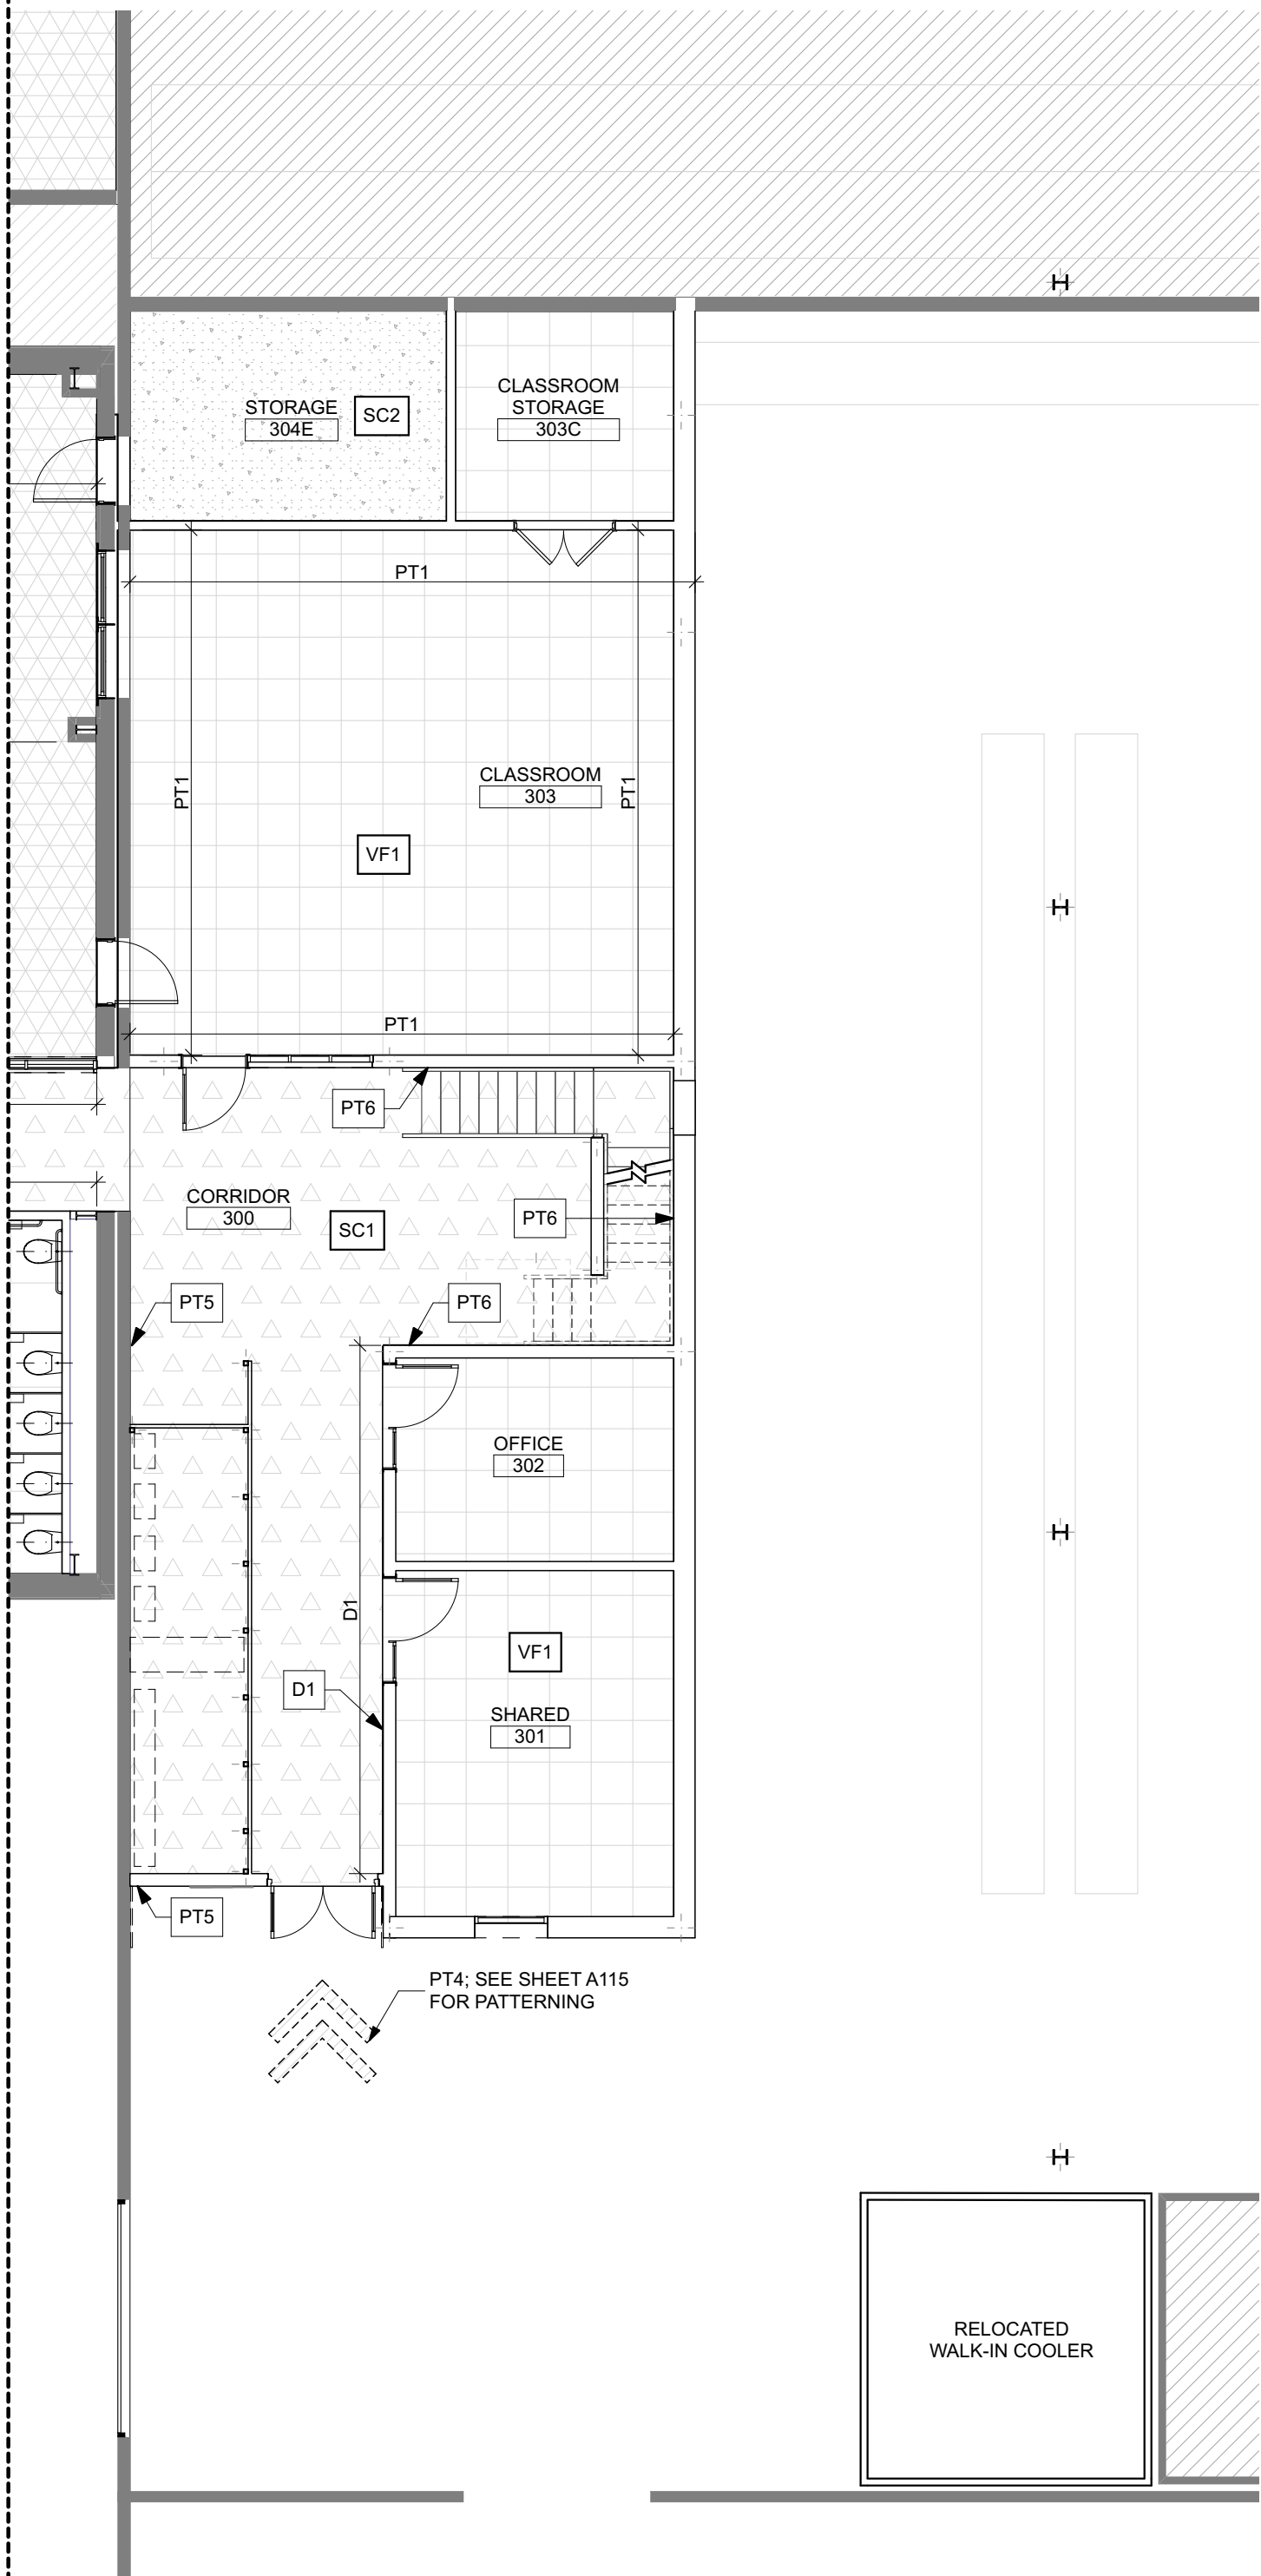 STORAGE
304E
SC2
CLASSROOM
STORAGE
303C
PT1
PT1
CLASSROOM
303
PT1
VF1
PT1
PT6
CORRIDOR
300
SC1
PT6
PT5
PT6
OFFICE
302
D1
VF1
D1
SHARED
301
PT5
PT4; SEE SHEET A115
FOR PATTERNING
RELOCATED
WALK-IN COOLER